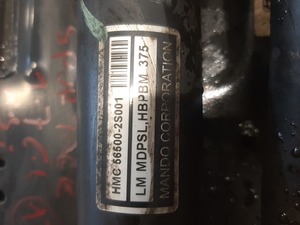 HMC 56500-2S001
LM MDPSL,HBPBM 375
MANDO CORPORATION